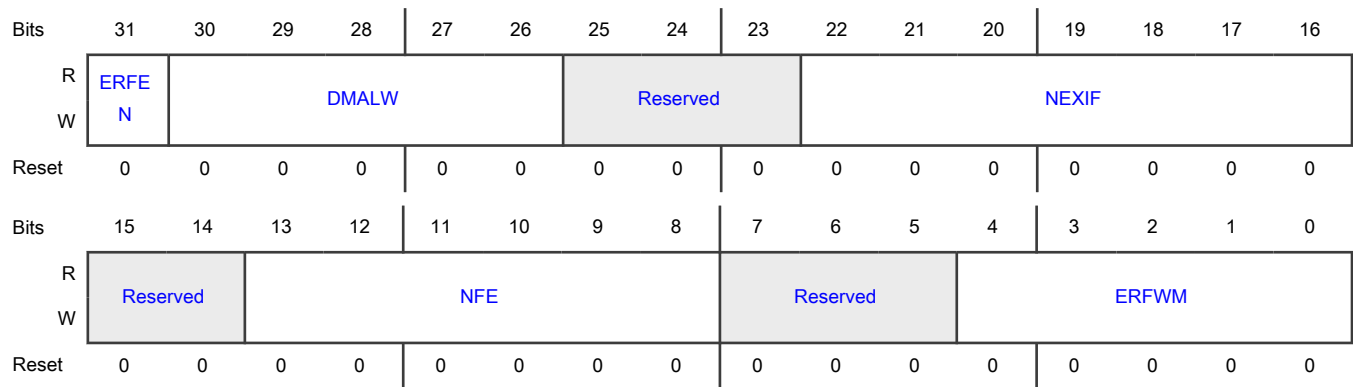 Bits 31 30 29 28 27 26 25 24 23 22 21 20 19 18 17 16
R
ERFE
N
DMALW Reserved NEXIF
W
Reset 0 0 0 0 0 0 0 0 0 0 0 0 0 0 0 0
Bits 15 14 13 12 11 10 9 8 7 6 5 4 3 2 1 0
R
Reserved NFE Reserved ERFWM
W
Reset 0 0 0 0 0 0 0 0 0 0 0 0 0 0 0 0